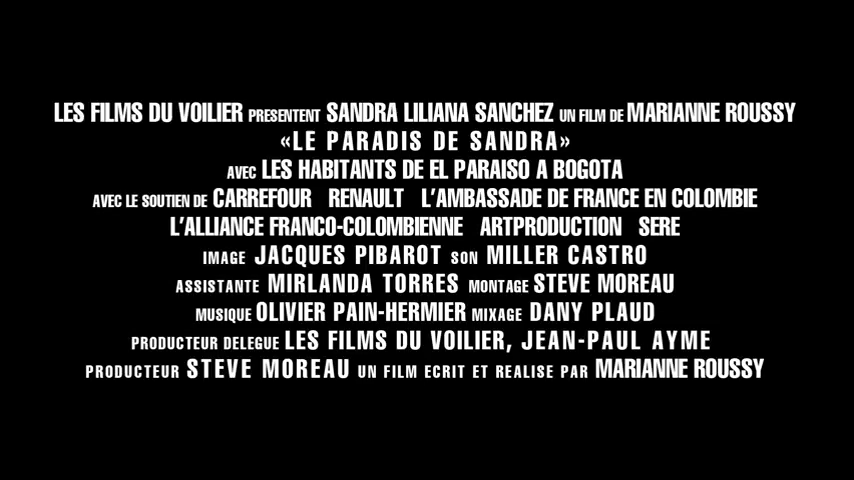 LES FILMS DU VOILIER PRESENTENT SANDRA LILIANA SANCHEZ UN FILM DE MARIANNE ROUSSY
«LE PARADIS DE SANDRA»
AVEC LES HABITANTS DE EL PARAISO A BOGOTA
AVEC LE SOUTIEN DE CARREFOUR RENAULT L'AMBASSADE DE FRANCE EN COLOMBIE
L'ALLIANCE FRANCO-COLOMBIENNE ARTPRODUCTION SERE
IMAGE JACQUES PIBAROT SON MILLER CASTRO
ASSISTANTE MIRLANDA TORRES MONTAGE STEVE MOREAU
MUSIQUE OLIVIER PAIN-HERMIER MIXAGE DANY PLAUD
PRODUCTEUR DELEGUE LES FILMS DU VOILIER, JEAN-PAUL AYME
PRODUCTEUR STEVE MOREAU UN FILM ECRIT ET REALISE PAR MARIANNE ROUSSY